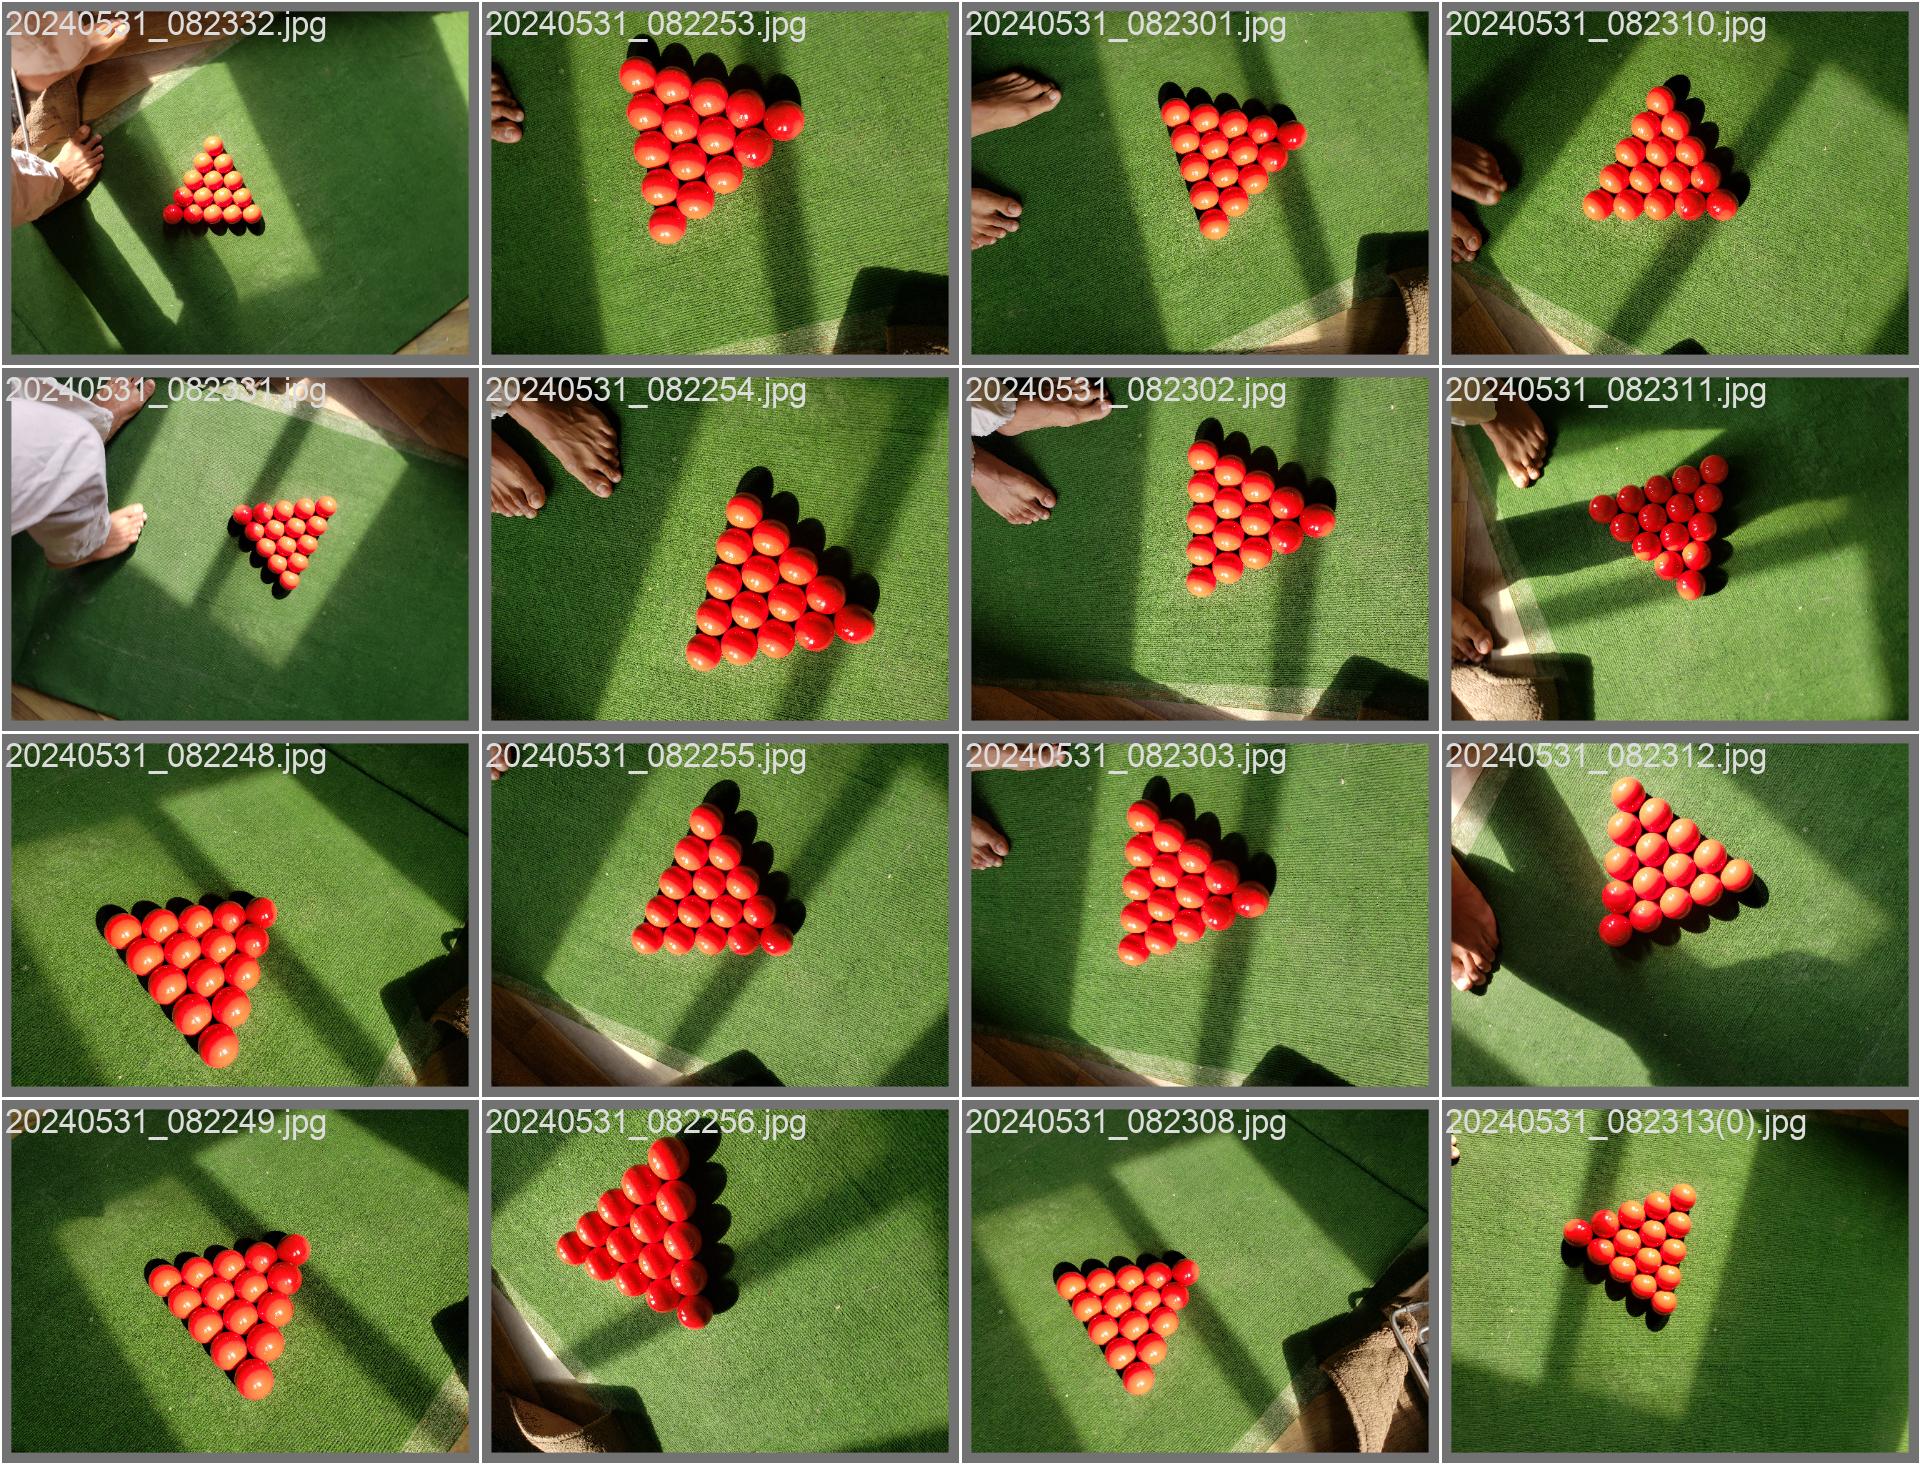 20240531_082332.jpg
20240531_082253.jpg
20240531_082301.jpg
20240531_082310.jpg
20240531_082331.jpg
20240531_082254.jpg
20240531_082302.jpg
20240531_082311.jpg
20240531_082248.jpg
20240531_082255.jpg
20240531_082303.jpg
20240531_082312.jpg
20240531_082249.jpg
20240531_082256.jpg
20240531_082308.jpg
20240531_082313(0).jpg